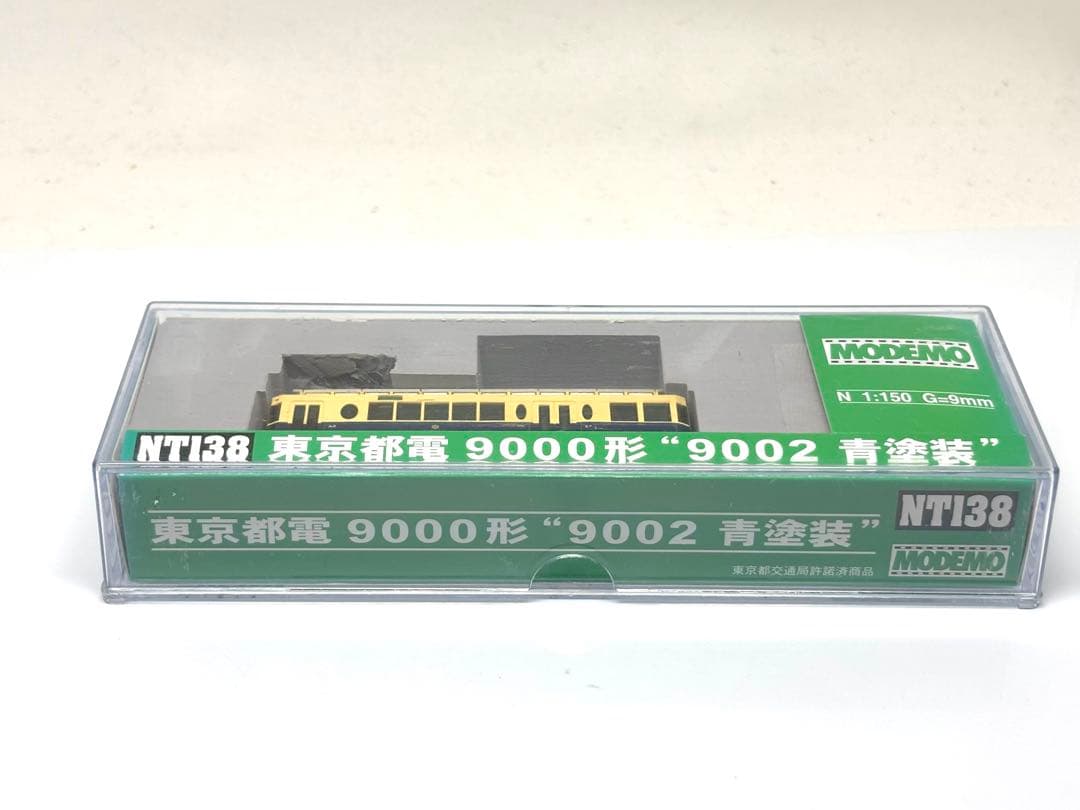 MODEMO
N 1:150 G=9mm
NT138 東京都電 9000形 “9002 青塗装”
東京都電 9000形 “9002 青塗装”
NT138
MODEMO
東京都交通局許諾済商品